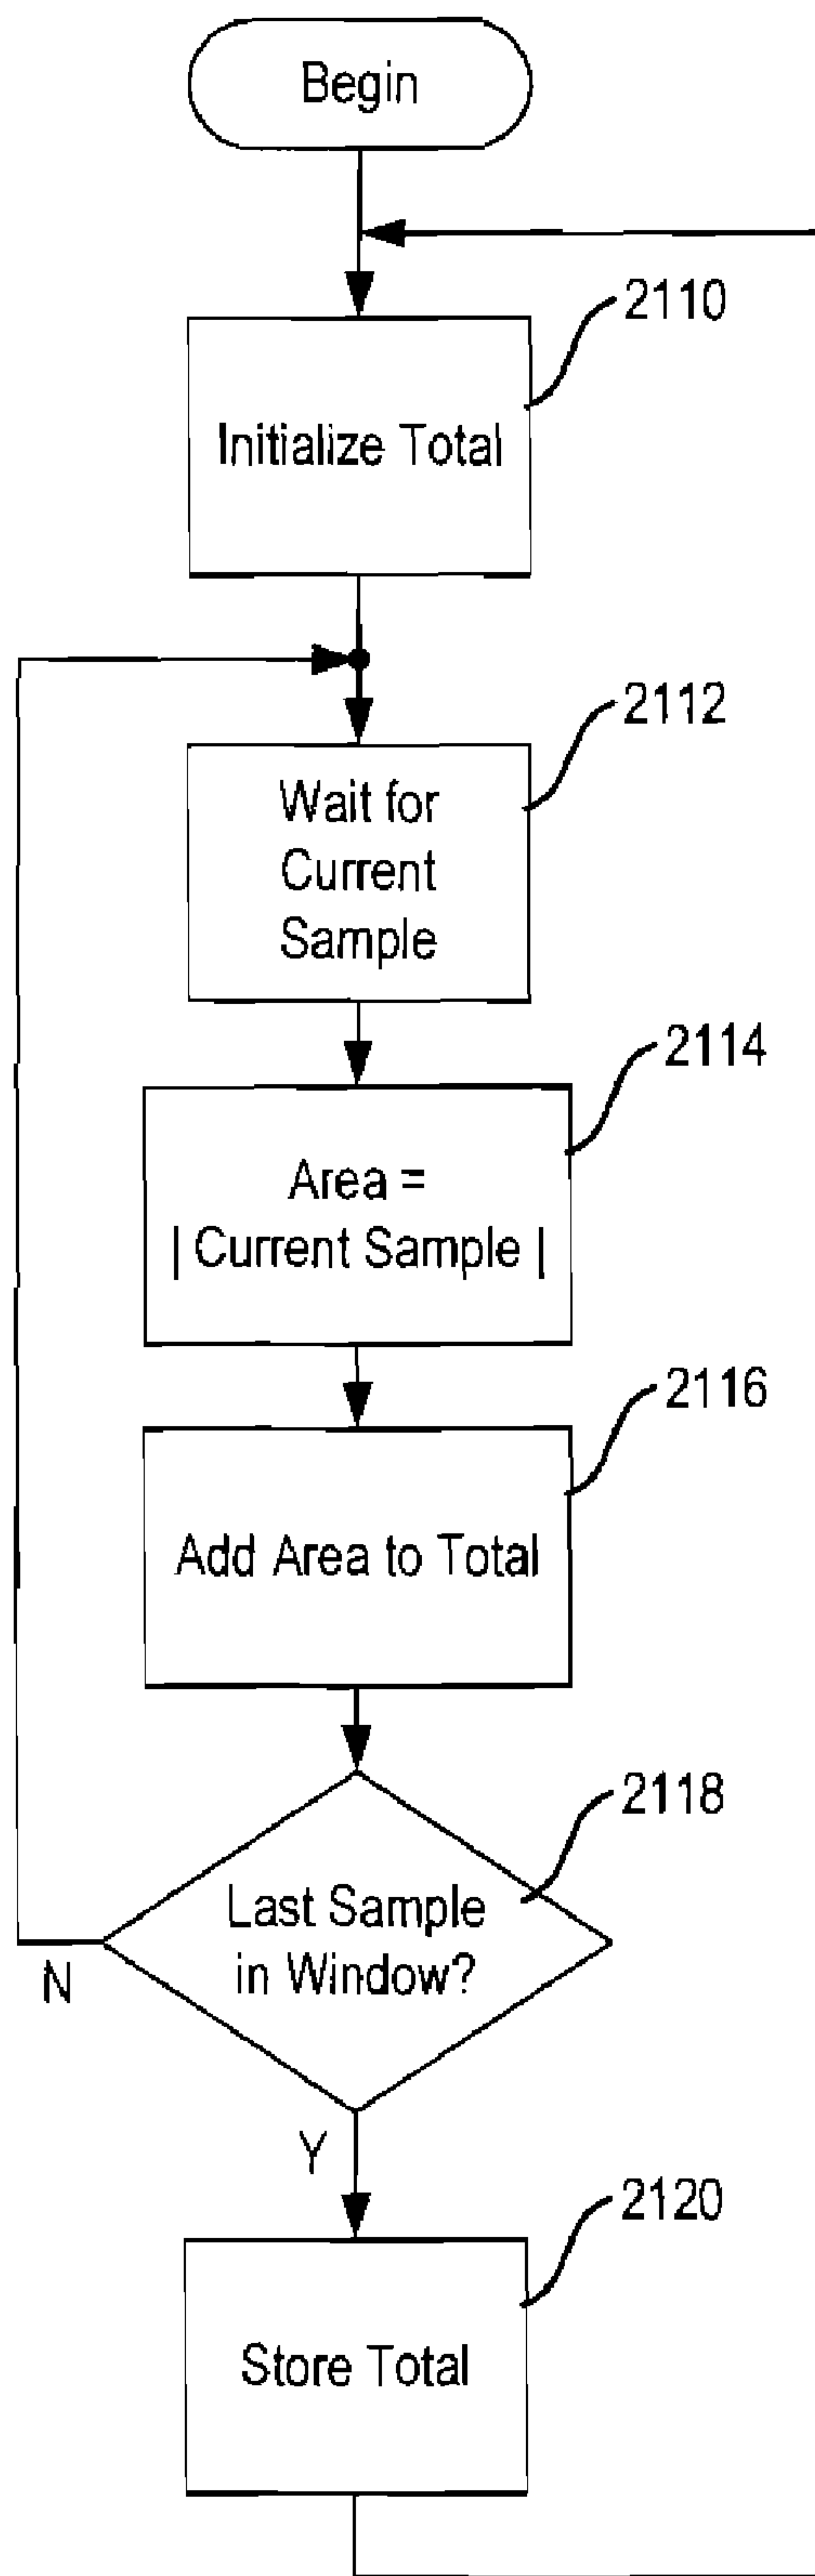 Begin
2110
Initialize Total
2112
Wait for
Current
Sample
2114
Area =
| Current Sample |
2116
Add Area to Total
2118
Last Sample
in Window?
N
Y
2120
Store Total